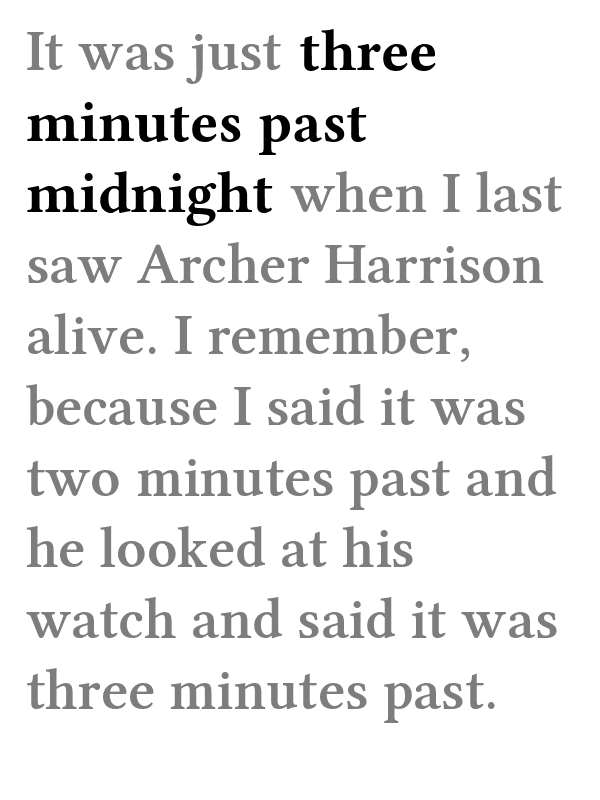 It was just three
minutes past
midnight when I last
saw Archer Harrison
alive. I remember,
because I said it was
two minutes past and
he looked at his
watch and said it was
three minutes past.